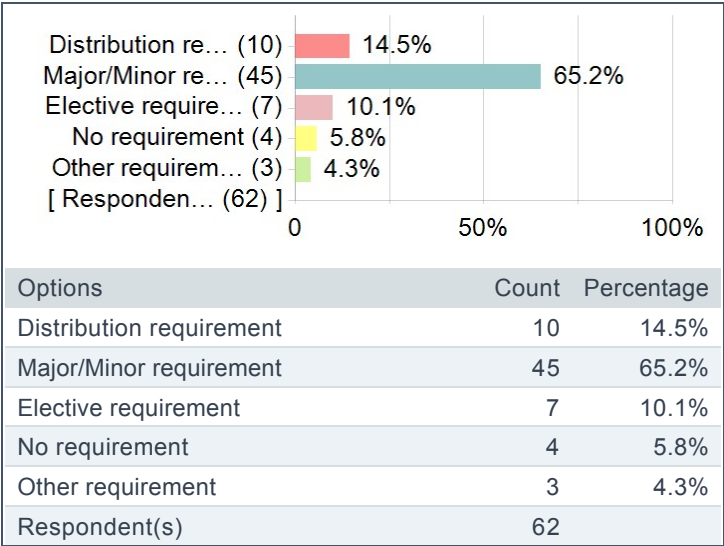 Distribution re… (10) 14.5%
Major/Minor re… (45) 65.2%
Elective require… (7) 10.1%
No requirement (4) 5.8%
Other requirem… (3) 4.3%
[ Responden… (62) ]
0 50% 100%
Options Count Percentage
Distribution requirement 10 14.5%
Major/Minor requirement 45 65.2%
Elective requirement 7 10.1%
No requirement 4 5.8%
Other requirement 3 4.3%
Respondent(s) 62